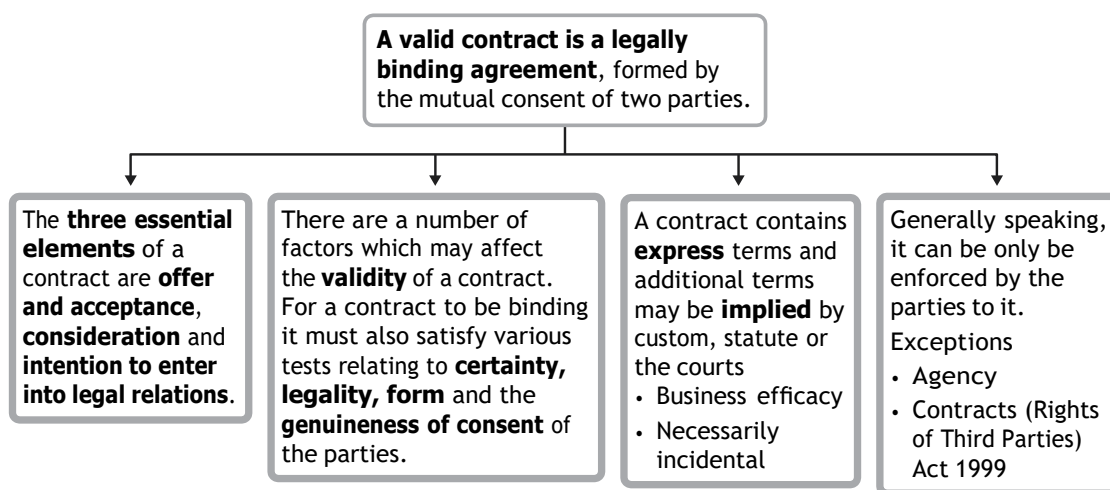 A valid contract is a legally
binding agreement, formed by
the mutual consent of two parties.
The three essential
elements of a
contract are offer
and acceptance,
consideration and
intention to enter
into legal relations.
There are a number of
factors which may affect
the validity of a contract.
For a contract to be binding
it must also satisfy various
tests relating to certainty,
legality, form and the
genuineness of consent of
the parties.
A contract contains
express terms and
additional terms
may be implied by
custom, statute or
the courts
• Business efficacy
• Necessarily
incidental
Generally speaking,
it can be only be
enforced by the
parties to it.
Exceptions
• Agency
• Contracts (Rights
of Third Parties)
Act 1999